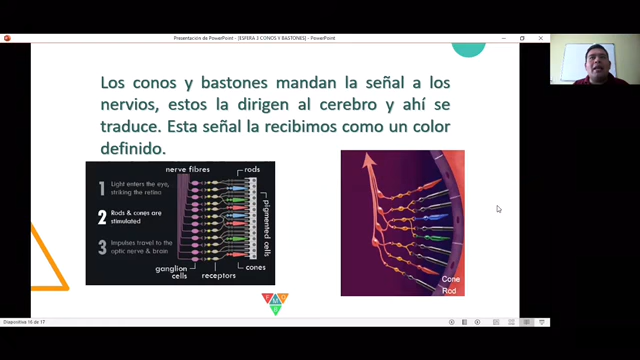 Presentación de PowerPoint - [ESFERA 3 CONOS Y BASTONES] - PowerPoint
Los conos y bastones mandan la señal a los
nervios, estos la dirigen al cerebro y ahí se
traduce. Esta señal la recibimos como un color
definido.
nerve fibres
rods
1 Light enters the eye,
striking the retina
2 Rods & cones are
stimulated
3 Impulses travel to the
optic nerve & brain
pigmented cells
ganglion
cells
receptors
cones
Cone
Rod
Diapositiva 16 de 17